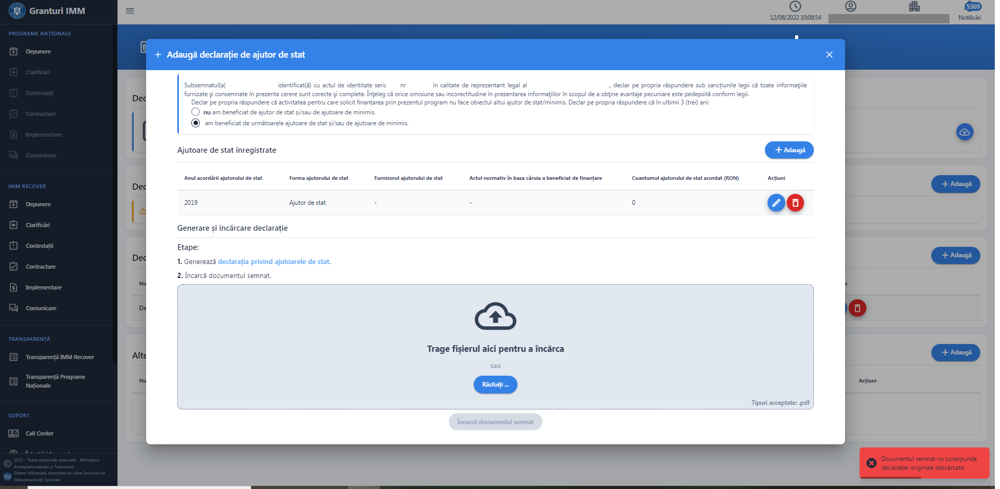 Granturi IMM
12/08/2022 10:08:54
5369
Notificări
PROGRAME NAȚIONALE
Depunere
Clarificări
Contestații
Contractare
Implementare
Comunicare
IMM RECOVER
Depunere
Clarificări
Contestații
Contractare
Implementare
Comunicare
TRANSPARENȚĂ
Transparență IMM Recover
Transparență Programe
Naționale
SUPORT
Call Center
2022 - Toate drepturile rezervate - Ministerul
Antreprenoriatului și Turismului
Sistem informatic dezvoltat de către Serviciul de
Telecomunicații Speciale
Adaugă declarație de ajutor de stat
Subsemnatul(a) identificat(ă) cu actul de identitate seria nr în calitate de reprezentant legal al ., declar pe propria răspundere sub sancțiunile legii că toate informaţiile
furnizate şi consemnate în prezenta cerere sunt corecte şi complete. Înţeleg că orice omisiune sau incorectitudine în prezentarea informaţiilor în scopul de a obţine avantaje pecuniare este pedepsită conform legii.
Declar pe propria răspundere că activitatea pentru care solicit finanțarea prin prezentul program nu face obiectul altui ajutor de stat/minimis. Declar pe propria răspundere că în ultimii 3 (trei) ani:
nu am beneficiat de ajutor de stat și/sau de ajutoare de minimis.
am beneficiat de următoarele ajutoare de stat și/sau de ajutoare de minimis.
Ajutoare de stat înregistrate
Adaugă
Anul acordării ajutorului de stat Forma ajutorului de stat Furnizorul ajutorului de stat Actul normativ în baza căruia a beneficiat de finanțare Cuantumul ajutorului de stat acordat (RON) Acțiuni
2019 Ajutor de stat - - 0
Generare și încărcare declarație
Etape:
1. Generează declarația privind ajutoarele de stat.
2. Încarcă documentul semnat.
Trage fișierul aici pentru a încărca
sau
Răsfoiți ...
Tipuri acceptate: .pdf
Încarcă documentul semnat
Dec
Dec
Adaugă
Dec
Adaugă
Nu
De
Alte
Adaugă
Nu
Acțiuni
Documentul semnat nu corespunde
declarației originale descărcate.